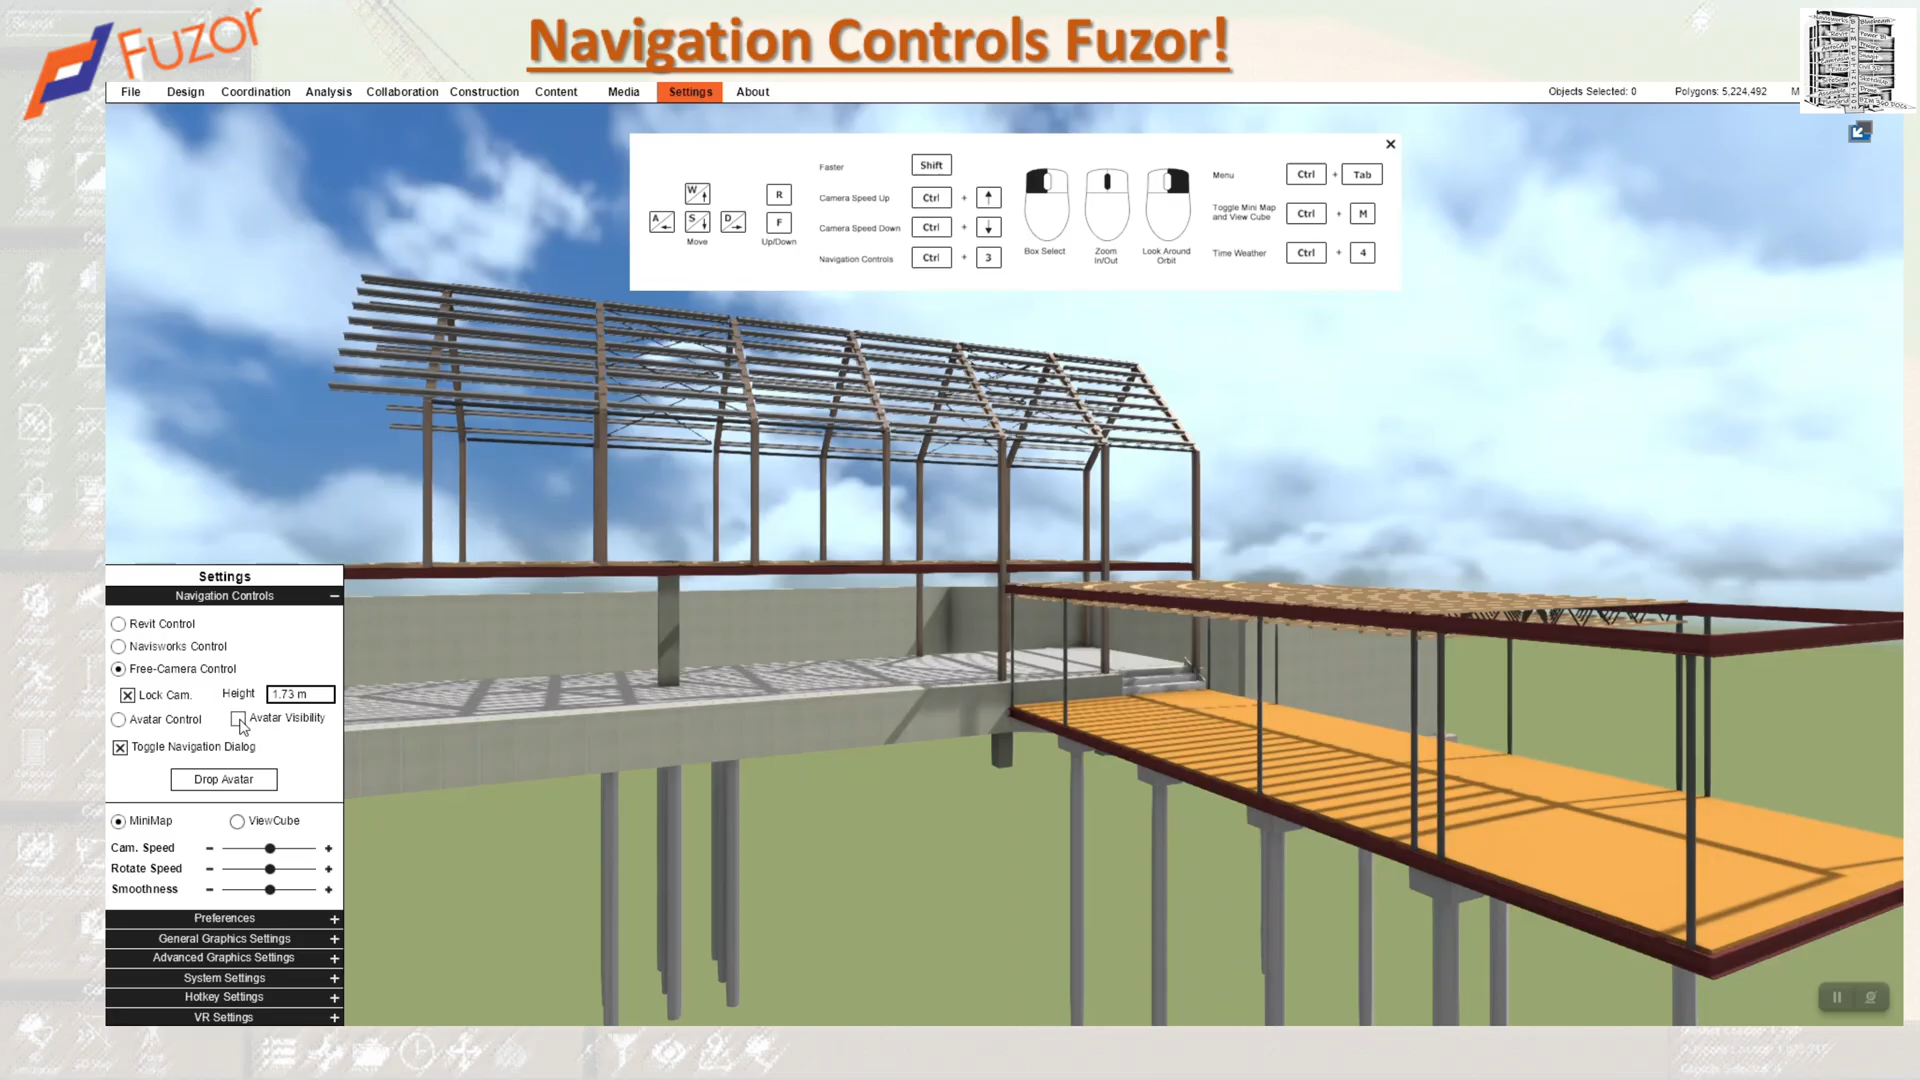 Fuzor
Navigation Controls Fuzor!
File Design Coordination Analysis Collaboration Construction Content Media Settings About
Objects Selected: 0 Polygons: 5,224,492
W
A S D
Move
R
F
Up/Down
Faster Shift
Camera Speed Up Ctrl + ↑
Camera Speed Down Ctrl + ↓
Navigation Controls Ctrl + 3
Box Select
Zoom
In/Out
Look Around
Orbit
Menu Ctrl + Tab
Toggle Mini Map
and View Cube Ctrl + M
Time Weather Ctrl + 4
Settings
Navigation Controls
Revit Control
Navisworks Control
Free-Camera Control
Lock Cam. Height 1.73 m
Avatar Control Avatar Visibility
Toggle Navigation Dialog
Drop Avatar
MiniMap ViewCube
Cam. Speed - +
Rotate Speed - +
Smoothness - +
Preferences +
General Graphics Settings +
Advanced Graphics Settings +
System Settings +
Hotkey Settings +
VR Settings +